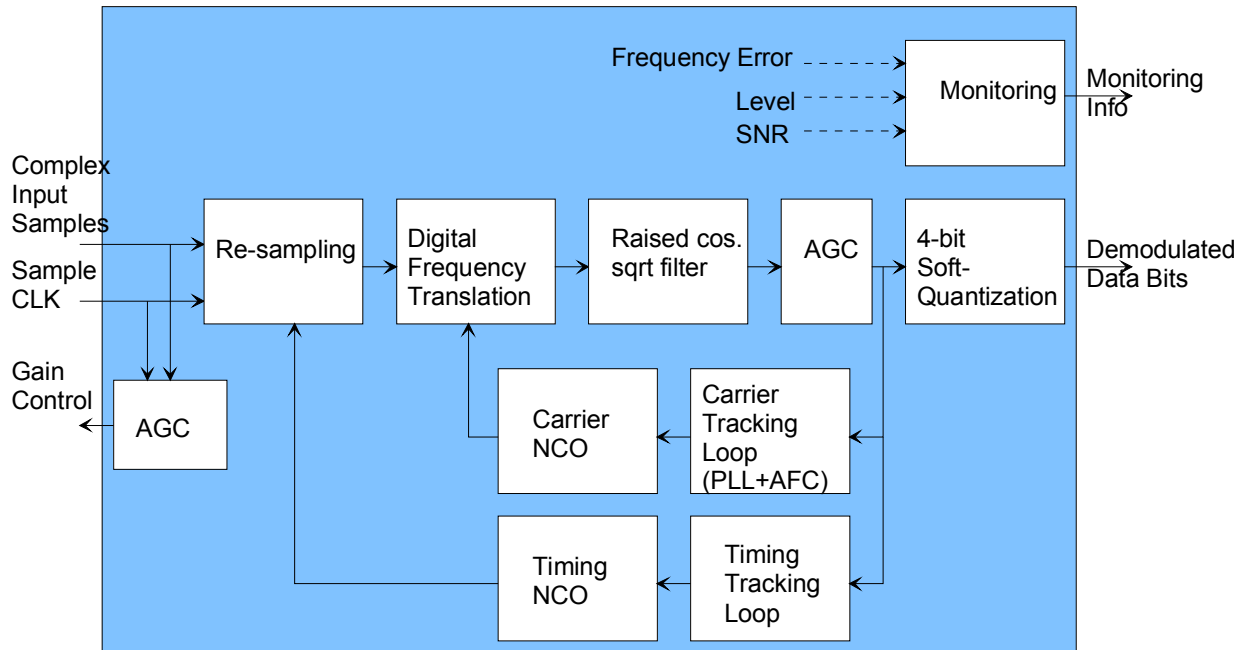 Frequency Error
Level
SNR
Monitoring
Monitoring
Info
Complex
Input
Samples
Sample
CLK
Re-sampling
Digital
Frequency
Translation
Raised cos.
sqrt filter
AGC
4-bit
Soft-
Quantization
Demodulated
Data Bits
Gain
Control
AGC
Carrier
NCO
Carrier
Tracking
Loop
(PLL+AFC)
Timing
NCO
Timing
Tracking
Loop